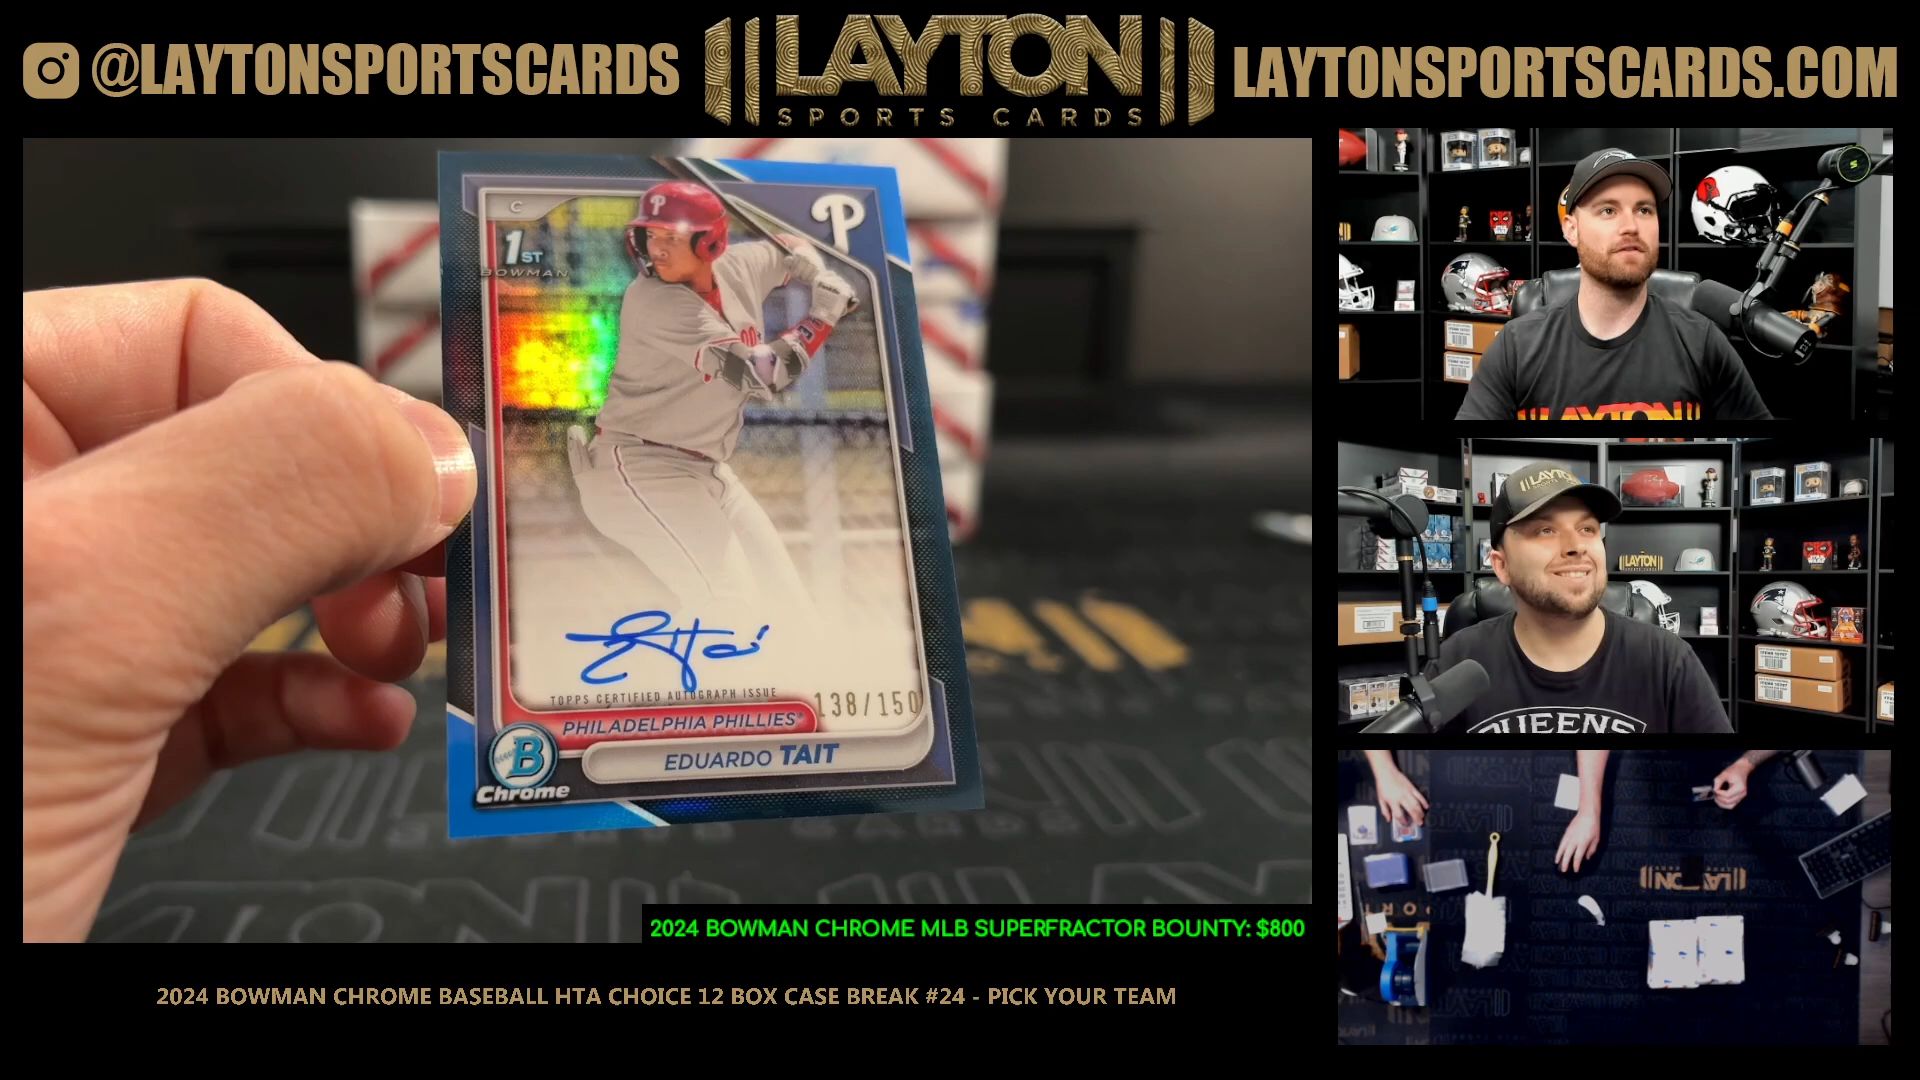 @LAYTONSPORTSCARDS
LAYTON
SPORTS CARDS
LAYTONSPORTSCARDS.COM
C
P
P
1ST
BOWMAN
TOPPS CERTIFIED AUTOGRAPH ISSUE
138/150
PHILADELPHIA PHILLIES
EDUARDO TAIT
B
Chrome
2024 BOWMAN CHROME MLB SUPERFRACTOR BOUNTY: $800
2024 BOWMAN CHROME BASEBALL HTA CHOICE 12 BOX CASE BREAK #24 - PICK YOUR TEAM
LAYTON
LAYTON
LAYTON
QUEENS